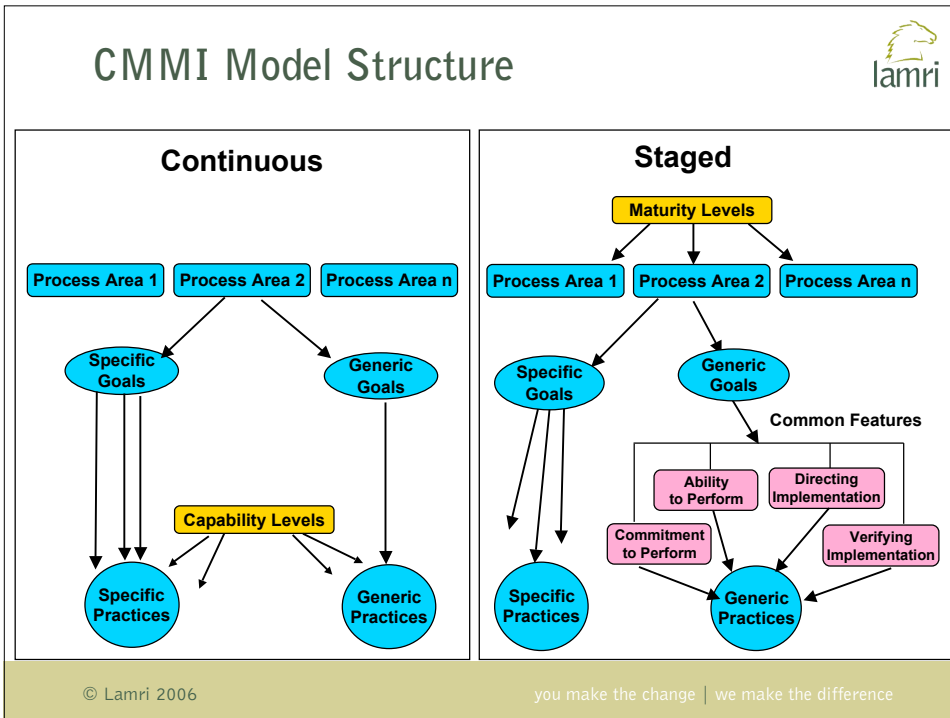 CMMI Model Structure
lamri
Continuous
Process Area 1
Process Area 2
Process Area n
Specific
Goals
Generic
Goals
Capability Levels
Specific
Practices
Generic
Practices
Staged
Maturity Levels
Process Area 1
Process Area 2
Process Area n
Specific
Goals
Generic
Goals
Common Features
Ability
to Perform
Directing
Implementation
Commitment
to Perform
Verifying
Implementation
Specific
Practices
Generic
Practices
© Lamri 2006
you make the change | we make the difference